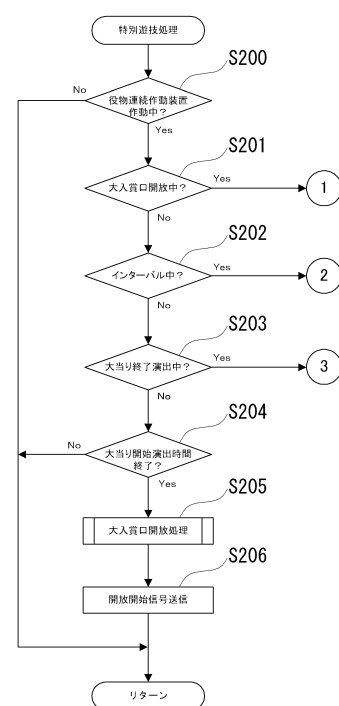 特別遊技処理
S200
No
役物連続作動装置
作動中？
Yes
S201
大入賞口開放中？
Yes
1
No
S202
インターバル中？
Yes
2
No
S203
大当り終了演出中？
Yes
3
No
S204
No
大当り開始演出時間
終了？
Yes
S205
大入賞口開放処理
S206
開放開始信号送信
リターン